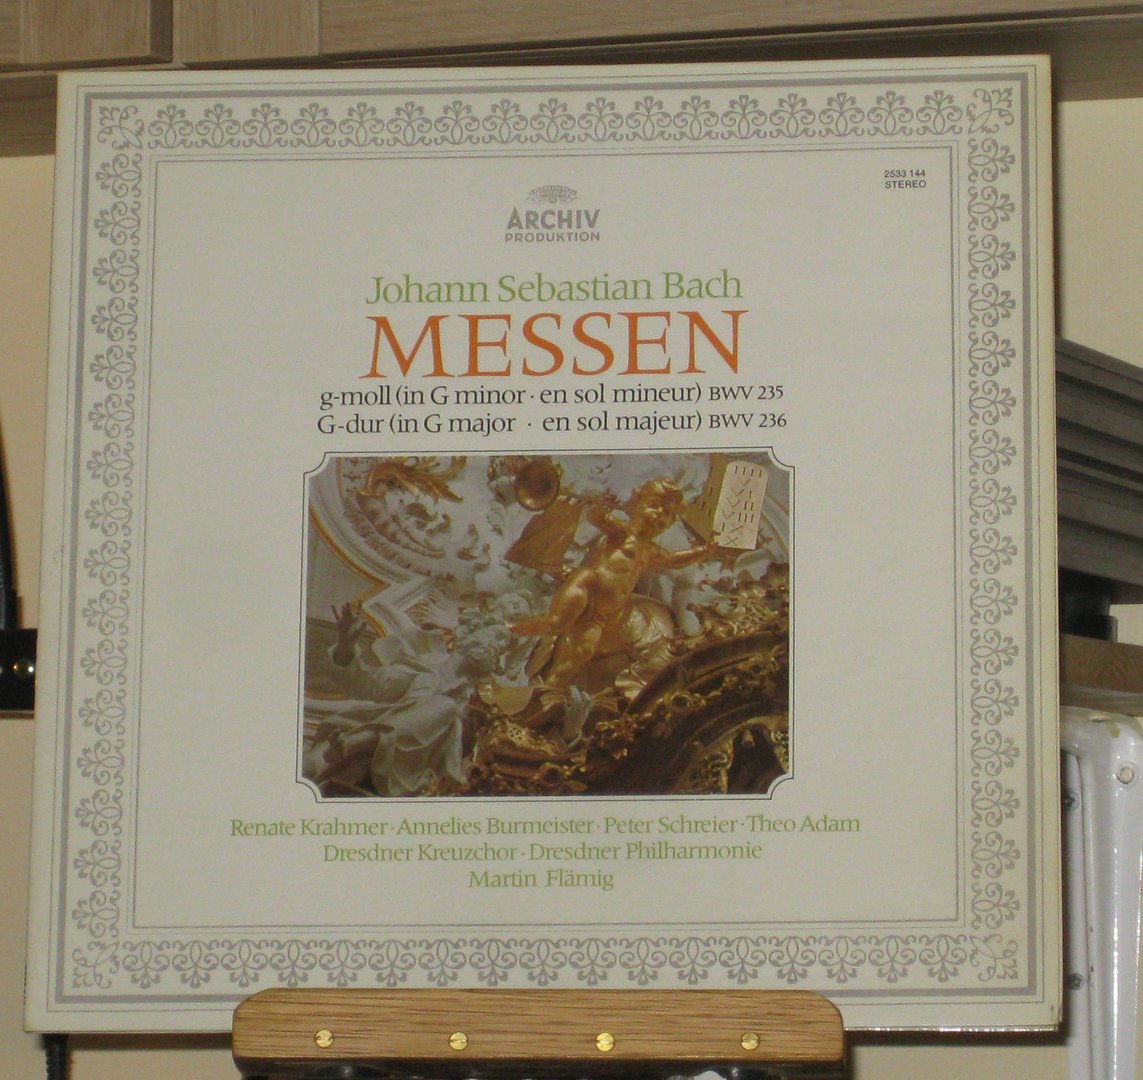 2533 144
STEREO
ARCHIV
PRODUKTION
Johann Sebastian Bach
MESSEN
g-moll (in G minor · en sol mineur) BWV 235
G-dur (in G major · en sol majeur) BWV 236
Renate Krahmer · Annelies Burmeister · Peter Schreier · Theo Adam
Dresdner Kreuzchor · Dresdner Philharmonie
Martin Flämig